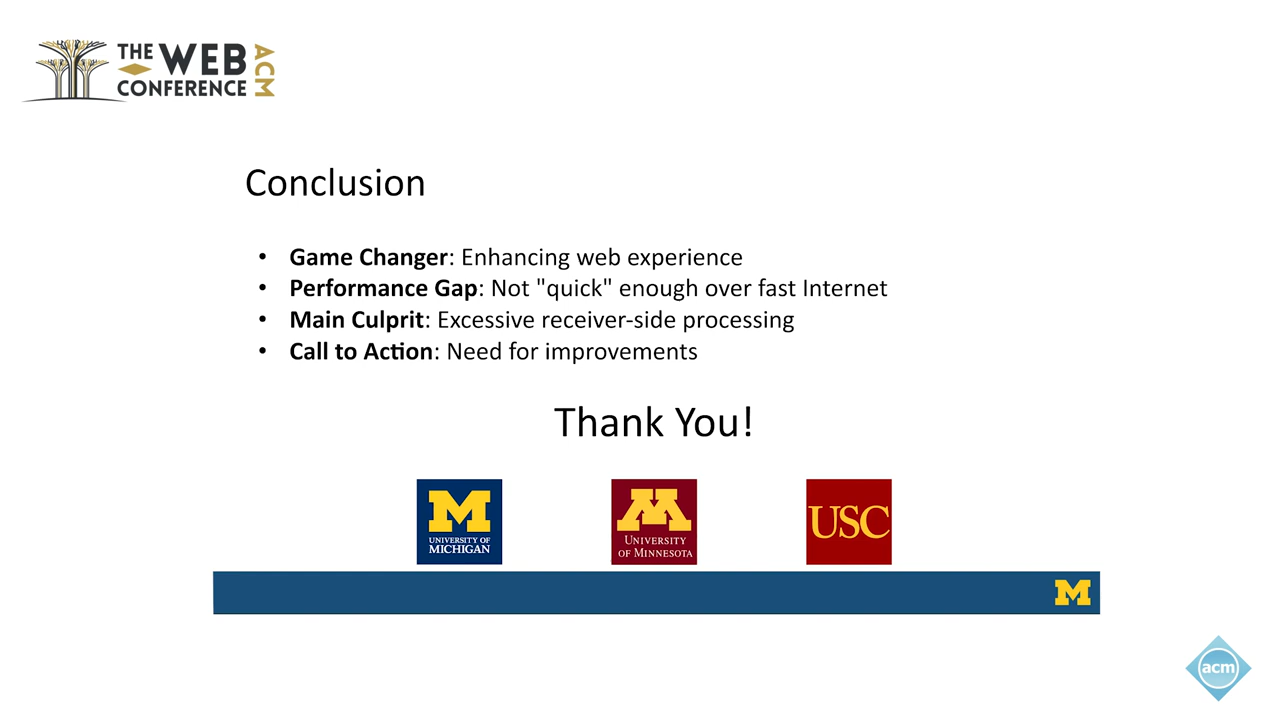 THE WEB CONFERENCE ACM
Conclusion
• Game Changer: Enhancing web experience
• Performance Gap: Not "quick" enough over fast Internet
• Main Culprit: Excessive receiver-side processing
• Call to Action: Need for improvements
Thank You!
M
UNIVERSITY OF
MICHIGAN
M
UNIVERSITY
OF MINNESOTA
USC
M
acm